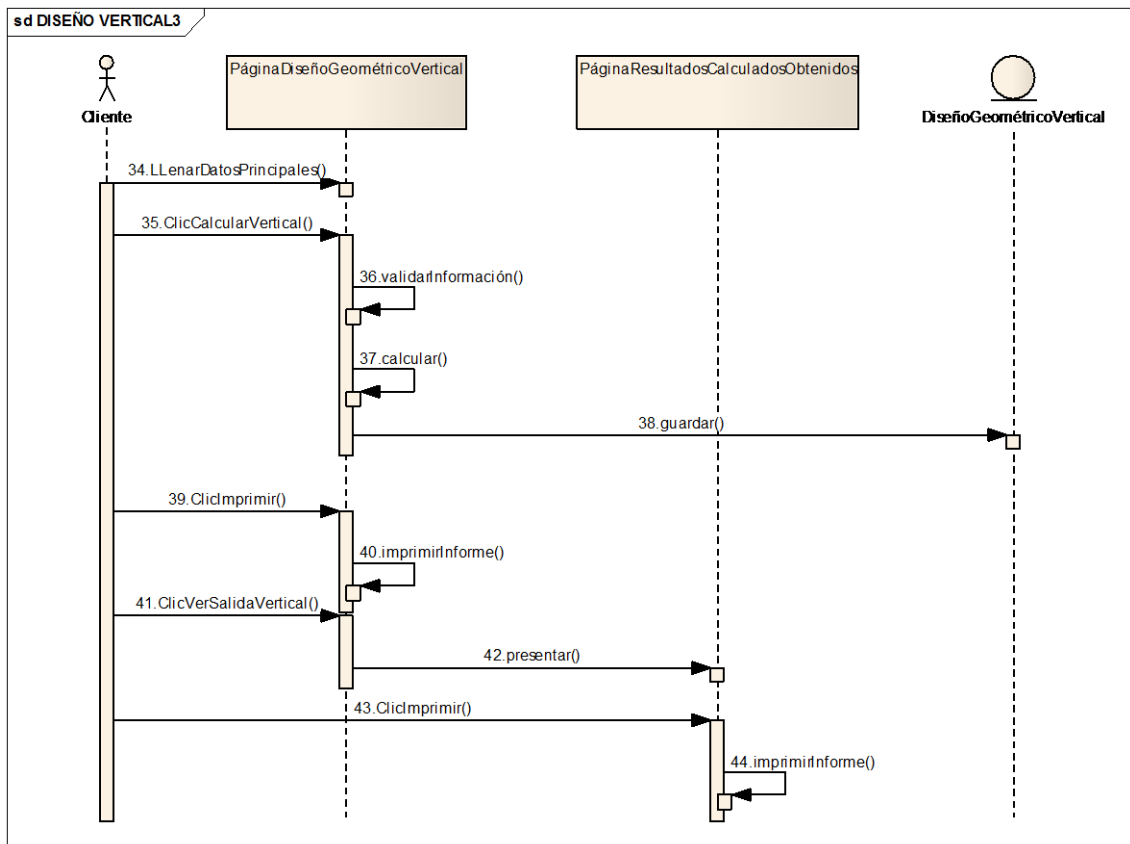 sd DISEÑO VERTICAL3
Cliente
PáginaDiseñoGeométricoVertical
PáginaResultadosCalculadosObtenidos
DiseñoGeométricoVertical
34.LLenarDatosPrincipales()
35.ClicCalcularVertical()
36.validarInformación()
37.calcular()
38.guardar()
39.ClicImprimir()
40.imprimirInforme()
41.ClicVerSalidaVertical()
42.presentar()
43.ClicImprimir()
44.imprimirInforme()